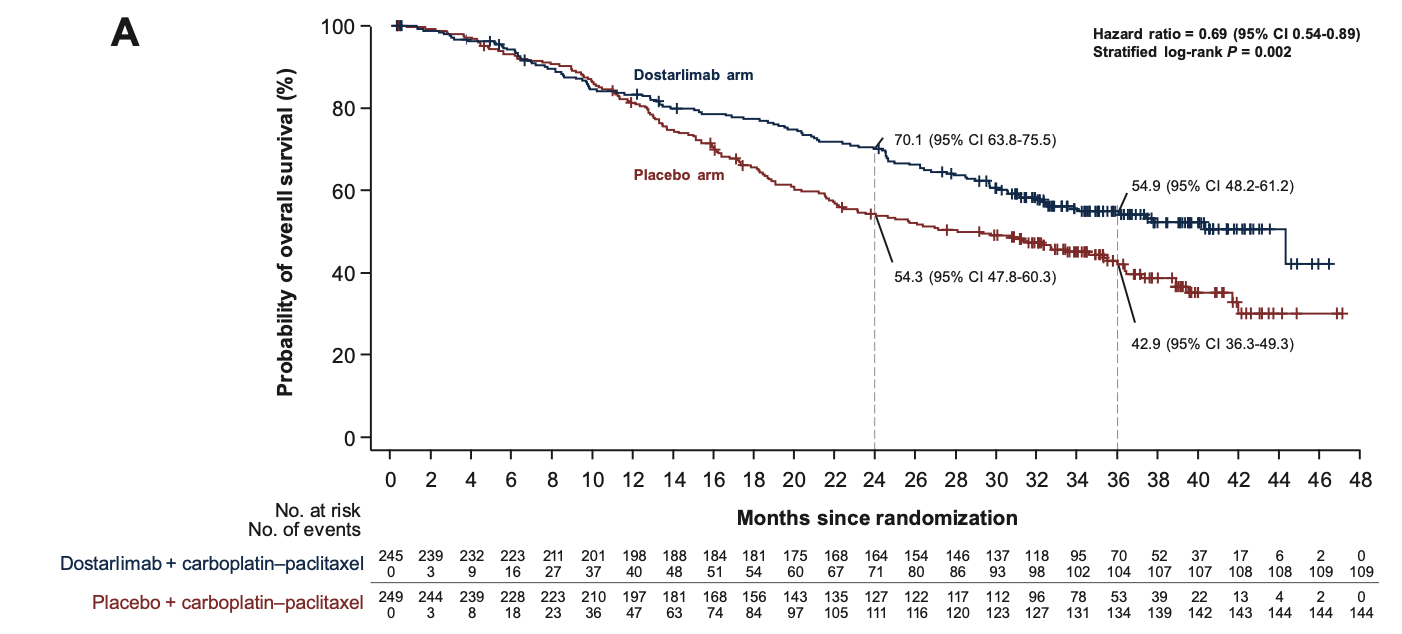 A
Hazard ratio = 0.69 (95% CI 0.54-0.89)
Stratified log-rank P = 0.002
Probability of overall survival (%)
100
80
60
40
20
0
Dostarlimab arm
Placebo arm
70.1 (95% CI 63.8-75.5)
54.9 (95% CI 48.2-61.2)
54.3 (95% CI 47.8-60.3)
42.9 (95% CI 36.3-49.3)
0 2 4 6 8 10 12 14 16 18 20 22 24 26 28 30 32 34 36 38 40 42 44 46 48
Months since randomization
No. at risk
No. of events
Dostarlimab + carboplatin–paclitaxel
245 239 232 223 211 201 198 188 184 181 175 168 164 154 146 137 118 95 70 52 37 17 6 2 0
0 3 9 16 27 37 40 48 51 54 60 67 71 80 86 93 98 102 104 107 107 108 108 109 109
Placebo + carboplatin–paclitaxel
249 244 239 228 223 210 197 181 168 156 143 135 127 122 117 112 96 78 53 39 22 13 4 2 0
0 3 8 18 23 36 47 63 74 84 97 105 111 116 120 123 127 131 134 139 142 143 144 144 144